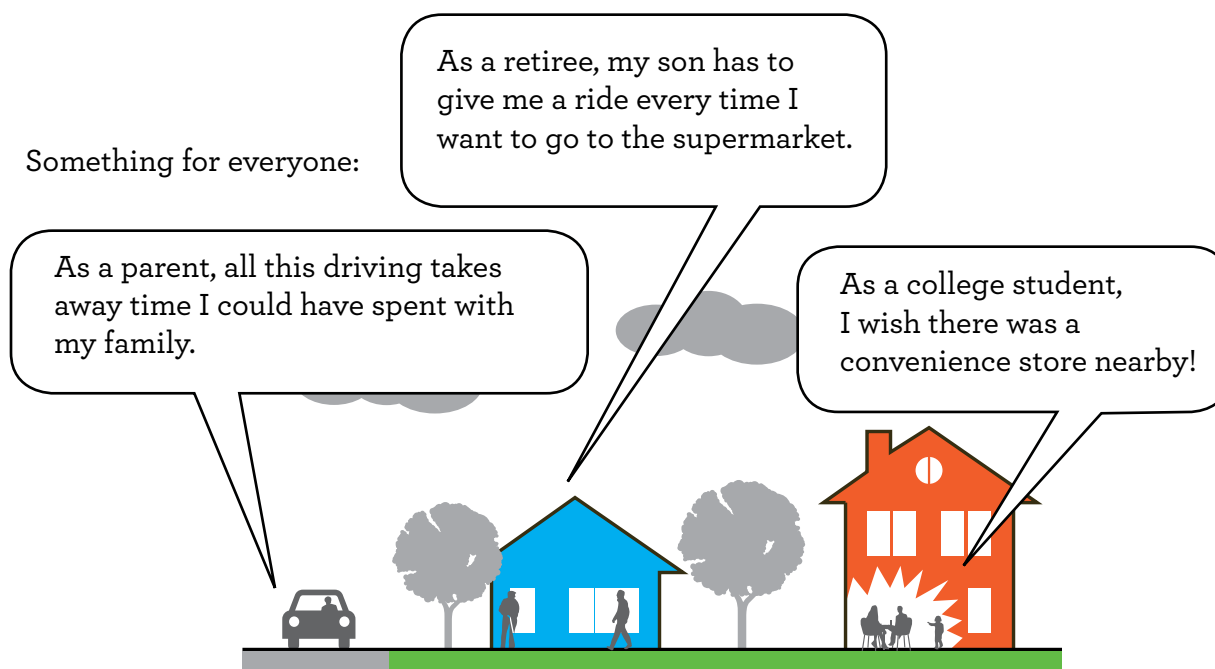 Something for everyone:
As a retiree, my son has to
give me a ride every time I
want to go to the supermarket.
As a parent, all this driving takes
away time I could have spent with
my family.
As a college student,
I wish there was a
convenience store nearby!